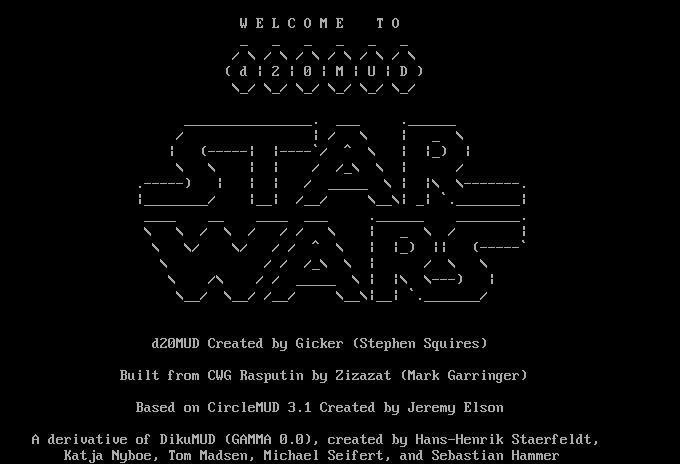 WELCOME TO
(d|2|0|M|U|D)
STAR
WARS
d20MUD Created by Gicker (Stephen Squires)
Built from CWG Rasputin by Zizazat (Mark Garringer)
Based on CircleMUD 3.1 Created by Jeremy Elson
A derivative of DikuMUD (GAMMA 0.0), created by Hans-Henrik Staerfeldt,
Katja Nyboe, Tom Madsen, Michael Seifert, and Sebastian Hammer